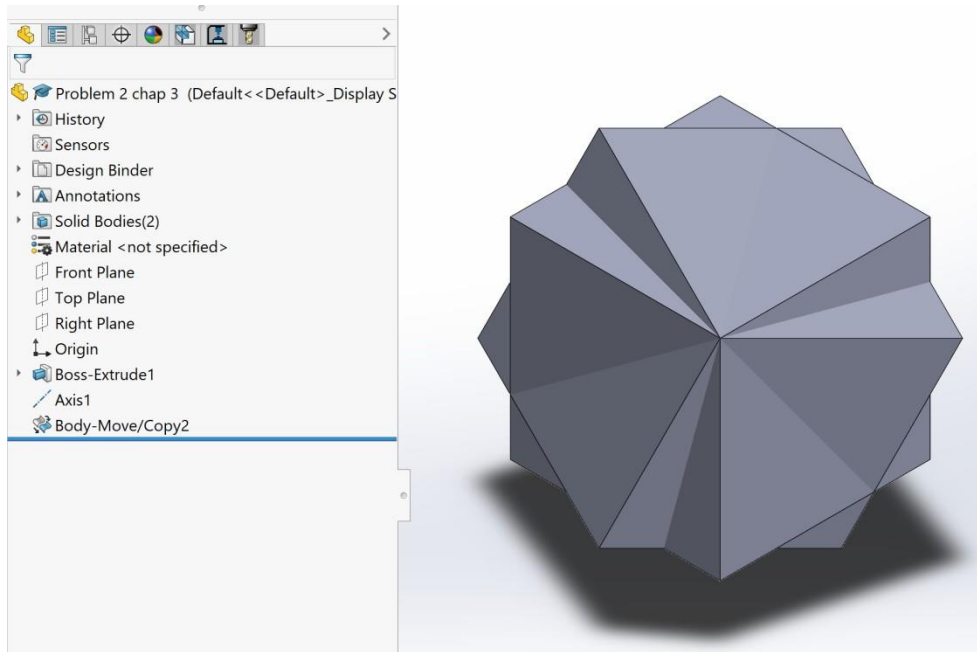 Problem 2 chap 3 (Default<<Default>_Display S
History
Sensors
Design Binder
Annotations
Solid Bodies(2)
Material <not specified>
Front Plane
Top Plane
Right Plane
Origin
Boss-Extrude1
Axis1
Body-Move/Copy2